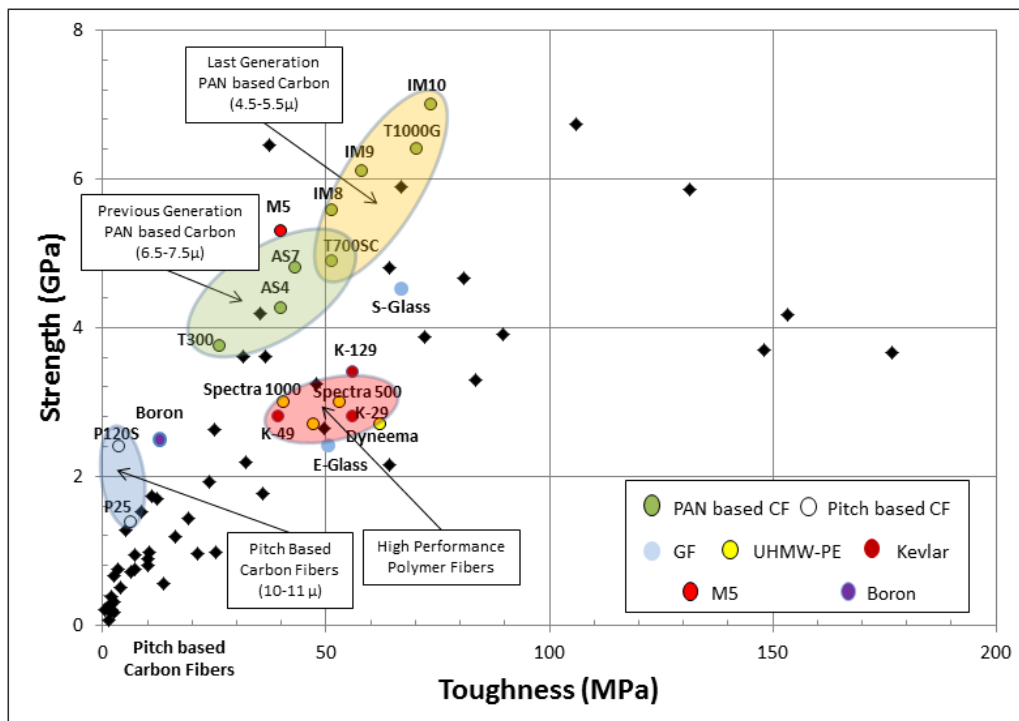 8
Last Generation
PAN based Carbon
(4.5-5.5µ)
IM10
T1000G
IM9
6
IM8
Previous Generation
PAN based Carbon
(6.5-7.5µ)
M5
T700SC
AS7
AS4
S-Glass
4
T300
K-129
Spectra 1000
Spectra 500
Boron
K-49
K-29
Dyneema
P120S
E-Glass
2
P25
Pitch Based
Carbon Fibers
(10-11 µ)
High Performance
Polymer Fibers
PAN based CF
Pitch based CF
GF
UHMW-PE
Kevlar
M5
Boron
0
Pitch based
Carbon Fibers
0
50
100
150
200
Toughness (MPa)
Strength (GPa)